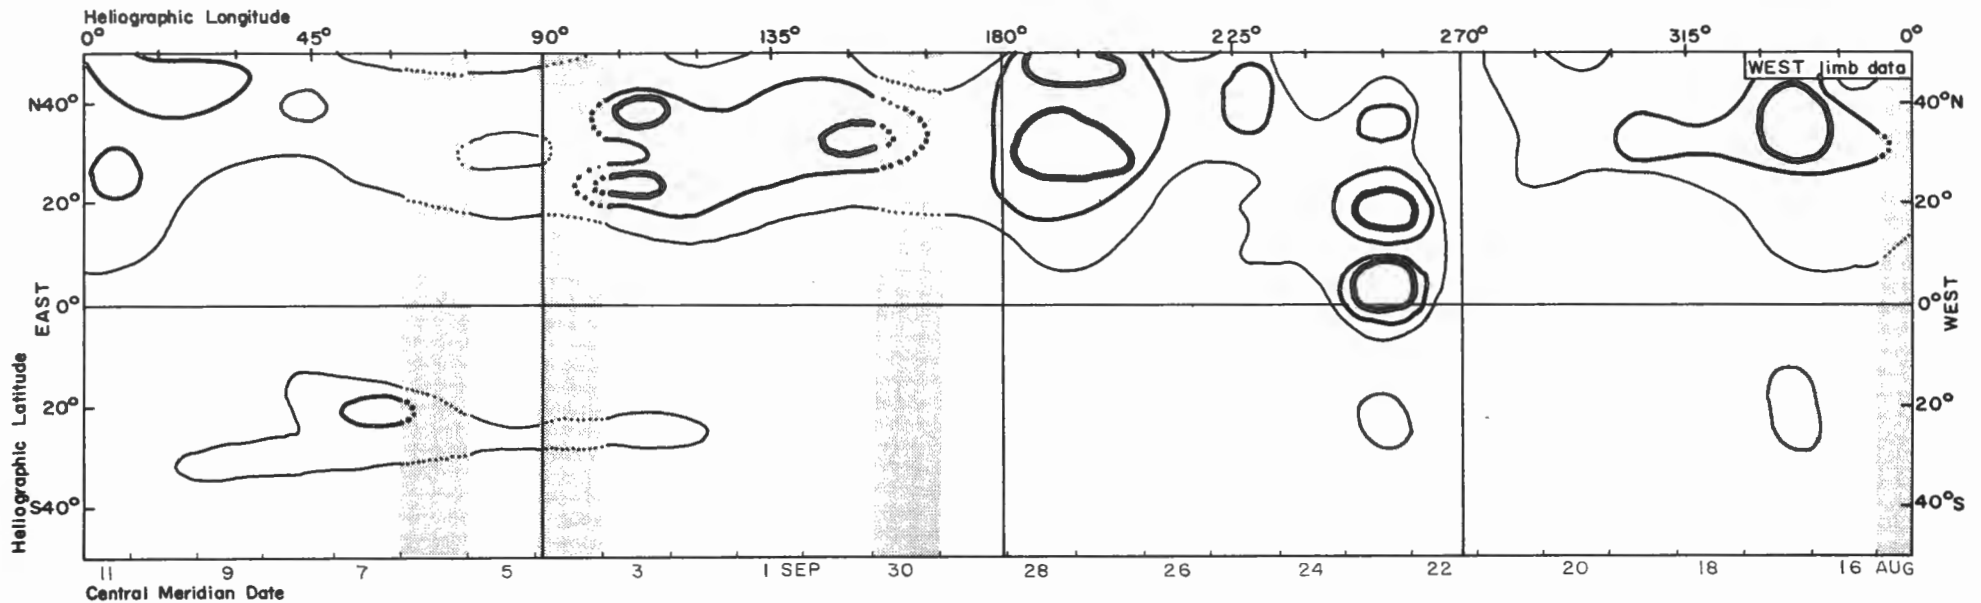 Heliographic Longitude
0° 45° 90° 135° 180° 225° 270° 315° 0°
WEST limb data
N40° 40°N
20° 20°
EAST 0° 0° WEST
Heliographic Latitude
20° 20°
S40° 40°S
11 9 7 5 3 1 SEP 30 28 26 24 22 20 18 16 AUG
Central Meridian Date